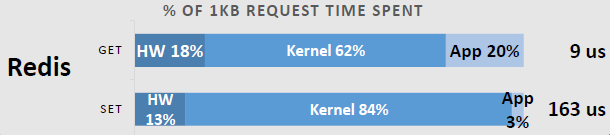 % OF 1KB REQUEST TIME SPENT
Redis
GET HW 18% Kernel 62% App 20% 9 us
SET HW 13% Kernel 84% App 3% 163 us